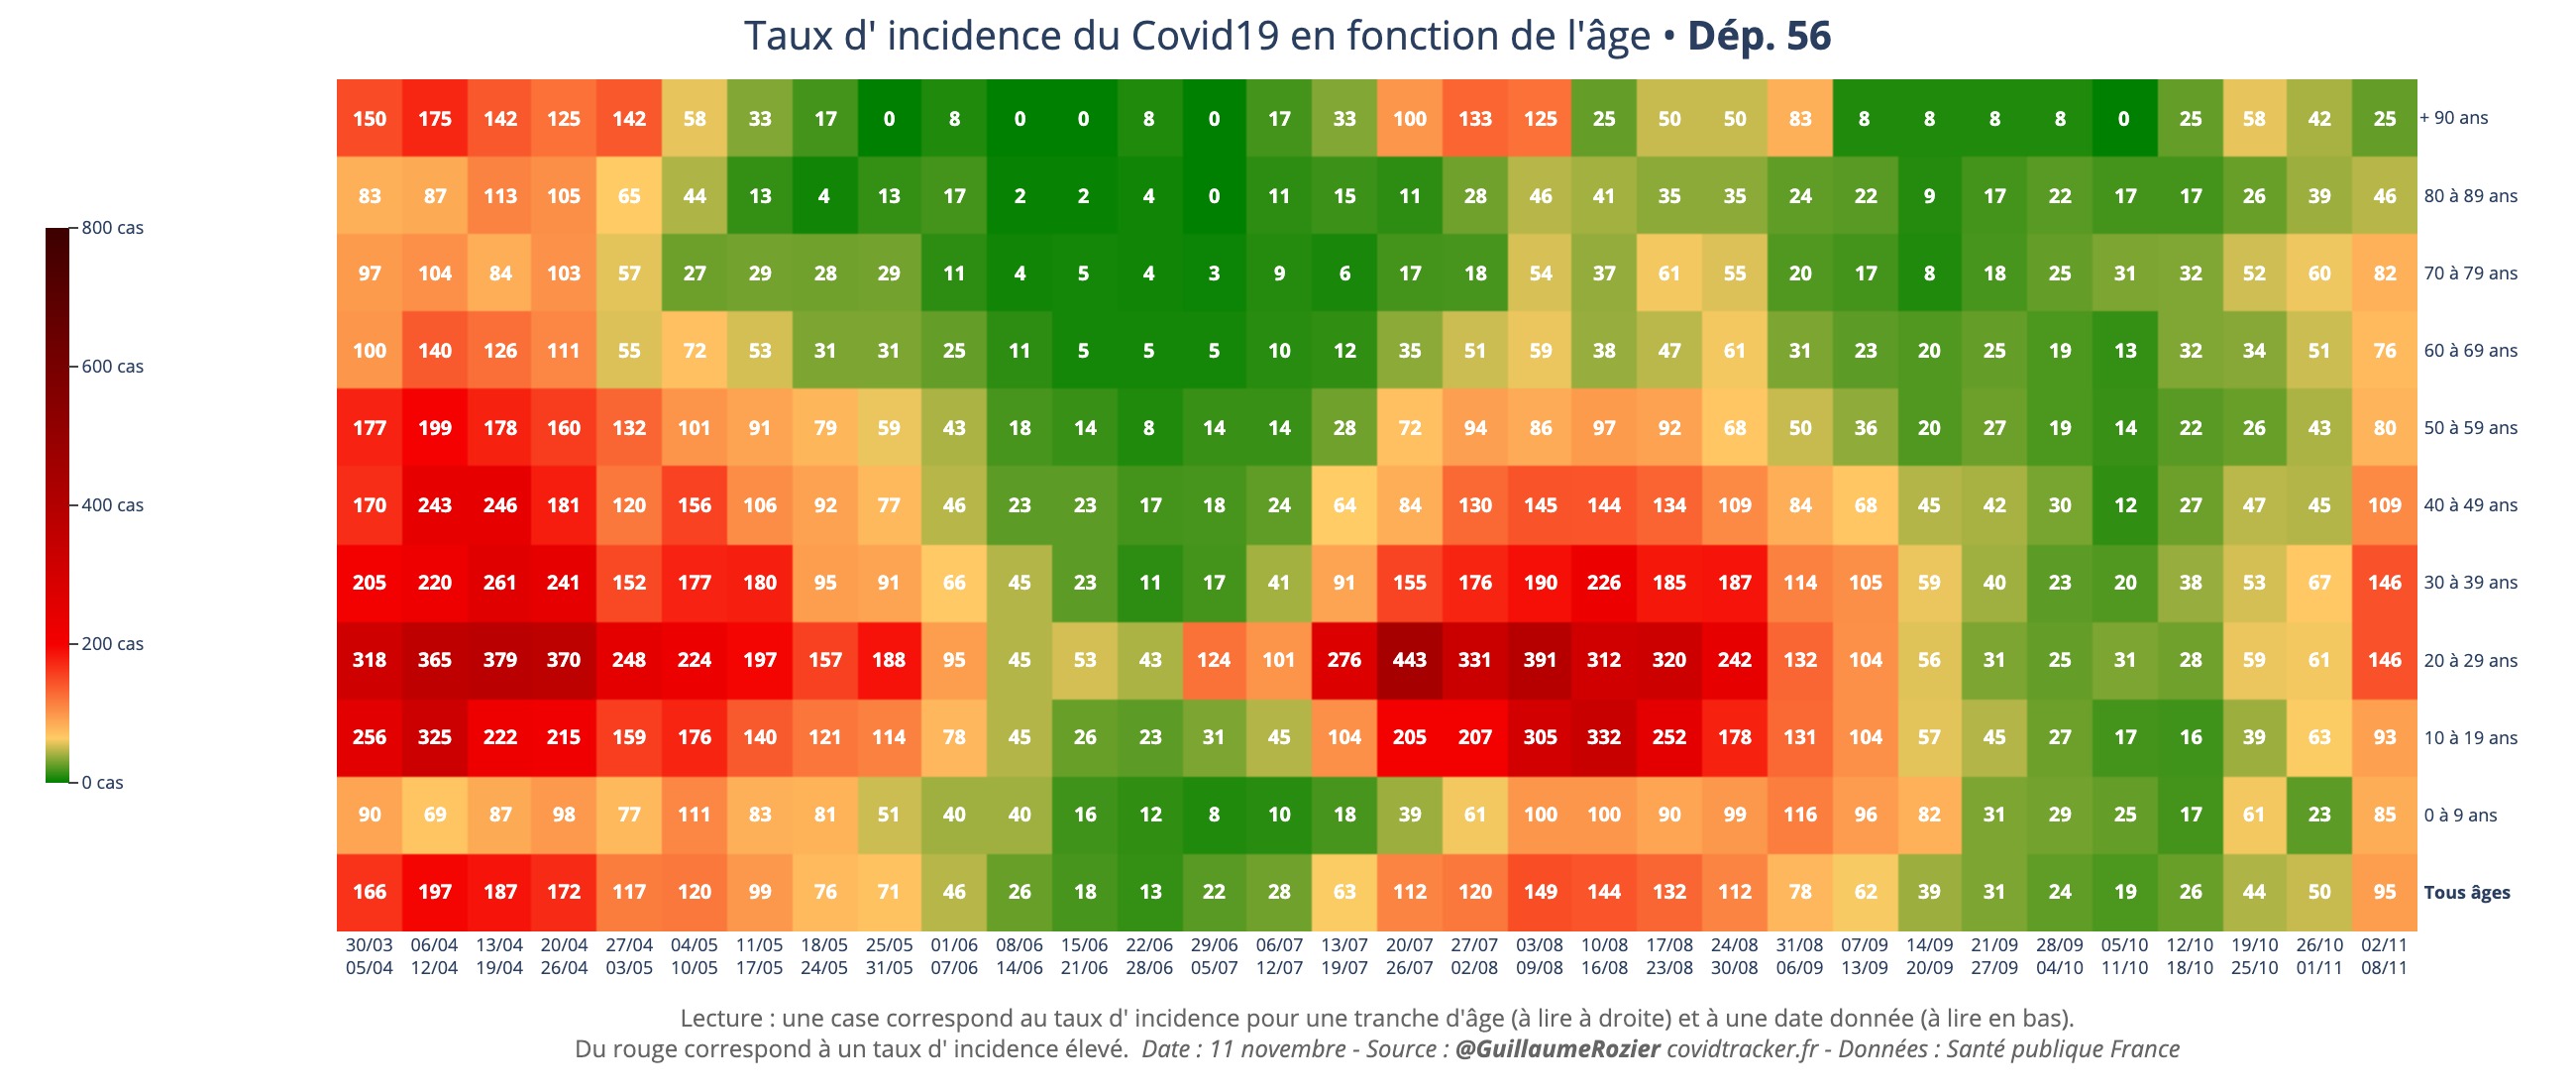 Taux d' incidence du Covid19 en fonction de l'âge • Dép. 56
150 175 142 125 142 58 33 17 0 8 0 0 8 0 17 33 100 133 125 25 50 50 83 8 8 8 8 0 25 58 42 25 + 90 ans
83 87 113 105 65 44 13 4 13 17 2 2 4 0 11 15 11 28 46 41 35 35 24 22 9 17 22 17 17 26 39 46 80 à 89 ans
97 104 84 103 57 27 29 28 29 11 4 5 4 3 9 6 17 18 54 37 61 55 20 17 8 18 25 31 32 52 60 82 70 à 79 ans
100 140 126 111 55 72 53 31 31 25 11 5 5 5 10 12 35 51 59 38 47 61 31 23 20 25 19 13 32 34 51 76 60 à 69 ans
177 199 178 160 132 101 91 79 59 43 18 14 8 14 14 28 72 94 86 97 92 68 50 36 20 27 19 14 22 26 43 80 50 à 59 ans
170 243 246 181 120 156 106 92 77 46 23 23 17 18 24 64 84 130 145 144 134 109 84 68 45 42 30 12 27 47 45 109 40 à 49 ans
205 220 261 241 152 177 180 95 91 66 45 23 11 17 41 91 155 176 190 226 185 187 114 105 59 40 23 20 38 53 67 146 30 à 39 ans
318 365 379 370 248 224 197 157 188 95 45 53 43 124 101 276 443 331 391 312 320 242 132 104 56 31 25 31 28 59 61 146 20 à 29 ans
256 325 222 215 159 176 140 121 114 78 45 26 23 31 45 104 205 207 305 332 252 178 131 104 57 45 27 17 16 39 63 93 10 à 19 ans
90 69 87 98 77 111 83 81 51 40 40 16 12 8 10 18 39 61 100 100 90 99 116 96 82 31 29 25 17 61 23 85 0 à 9 ans
166 197 187 172 117 120 99 76 71 46 26 18 13 22 28 63 112 120 149 144 132 112 78 62 39 31 24 19 26 44 50 95 Tous âges
30/03 06/04 13/04 20/04 27/04 04/05 11/05 18/05 25/05 01/06 08/06 15/06 22/06 29/06 06/07 13/07 20/07 27/07 03/08 10/08 17/08 24/08 31/08 07/09 14/09 21/09 28/09 05/10 12/10 19/10 26/10 02/11
05/04 12/04 19/04 26/04 03/05 10/05 17/05 24/05 31/05 07/06 14/06 21/06 28/06 05/07 12/07 19/07 26/07 02/08 09/08 16/08 23/08 30/08 06/09 13/09 20/09 27/09 04/10 11/10 18/10 25/10 01/11 08/11
800 cas
600 cas
400 cas
200 cas
0 cas
Lecture : une case correspond au taux d' incidence pour une tranche d'âge (à lire à droite) et à une date donnée (à lire en bas).
Du rouge correspond à un taux d' incidence élevé. Date : 11 novembre - Source : @GuillaumeRozier covidtracker.fr - Données : Santé publique France